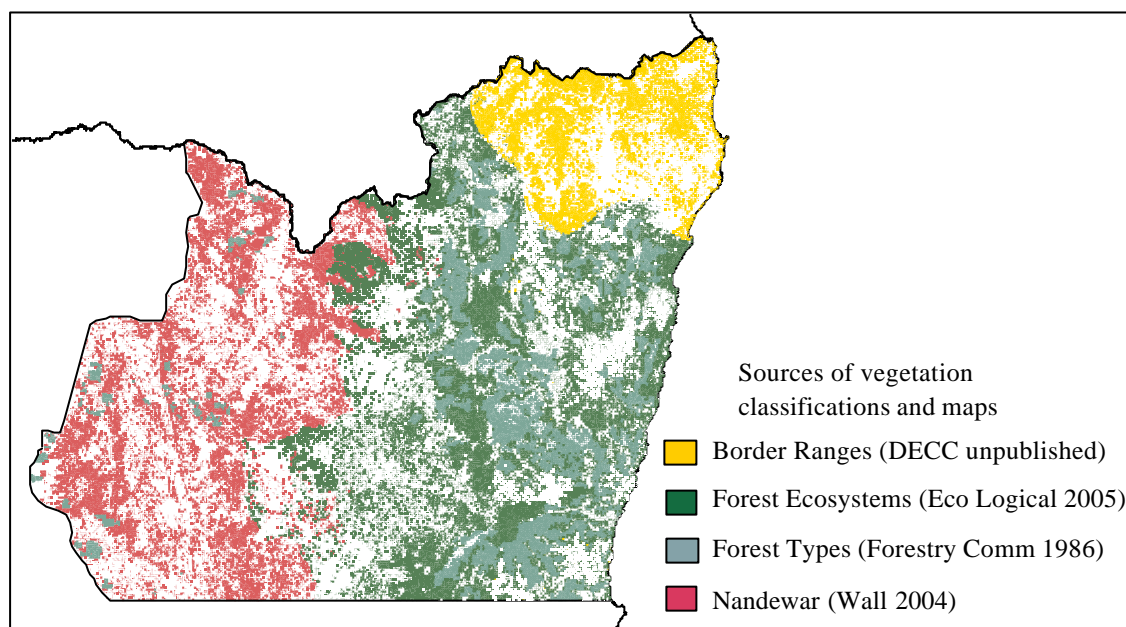 Sources of vegetation
classifications and maps
Border Ranges (DECC unpublished)
Forest Ecosystems (Eco Logical 2005)
Forest Types (Forestry Comm 1986)
Nandewar (Wall 2004)